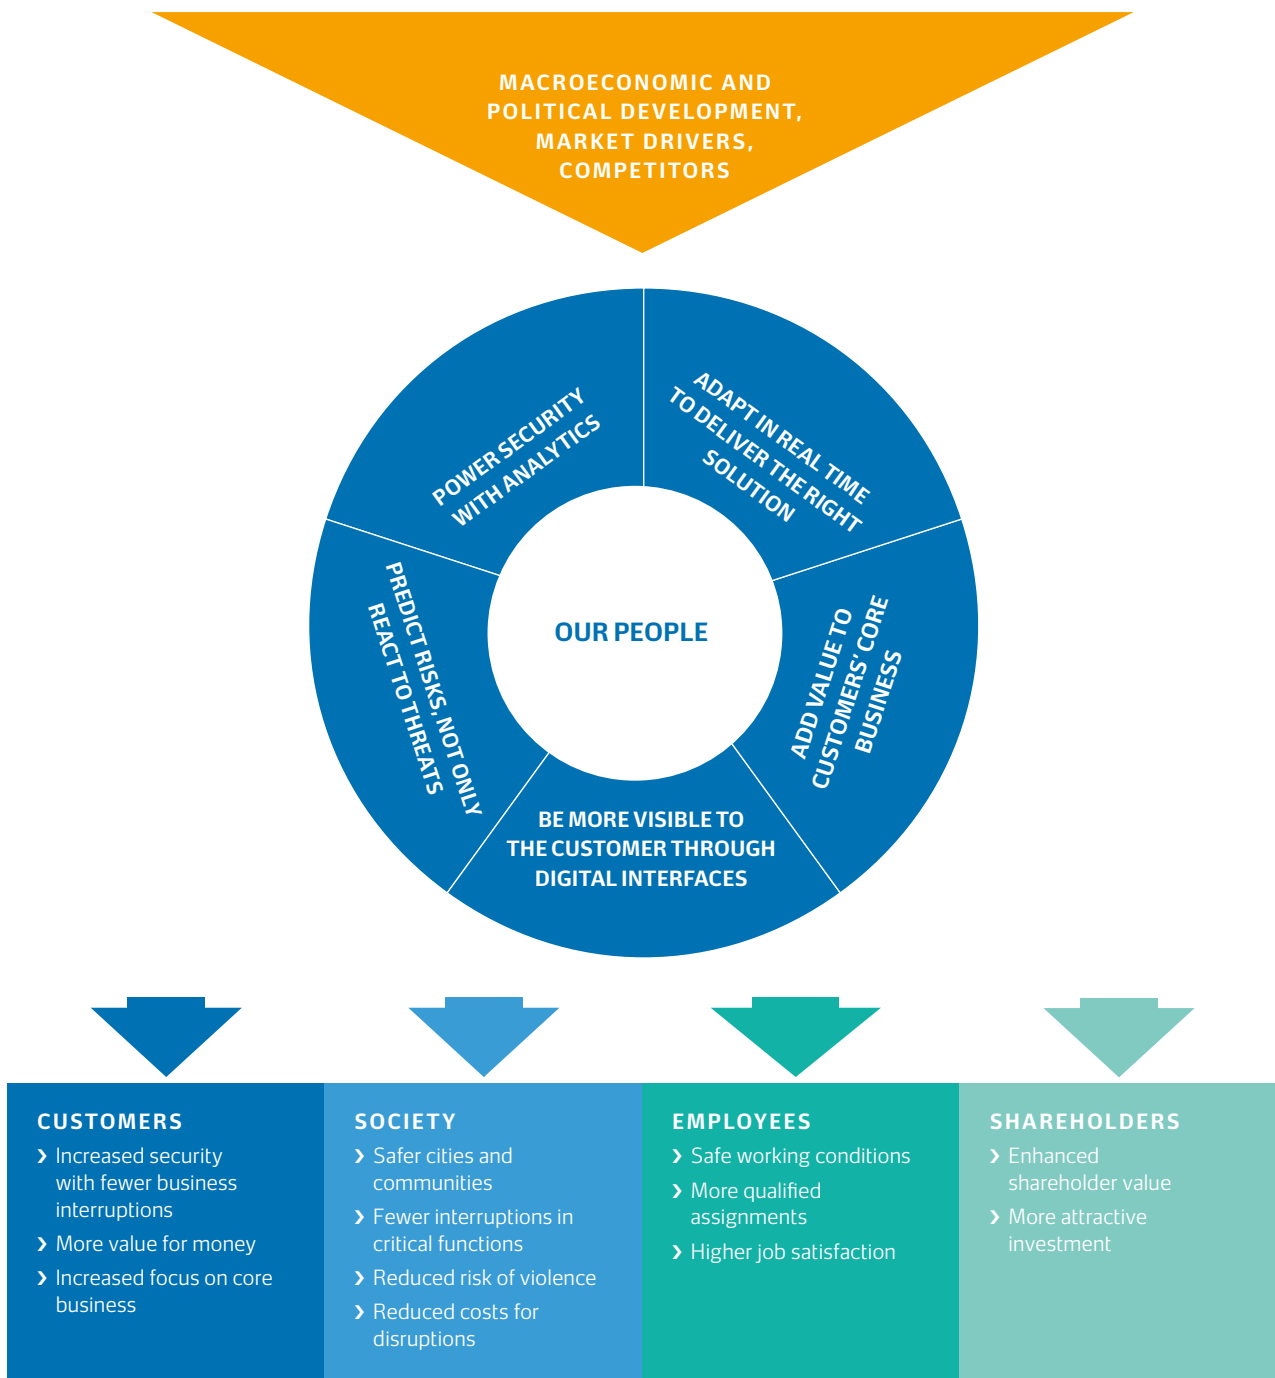 MACROECONOMIC AND
POLITICAL DEVELOPMENT,
MARKET DRIVERS,
COMPETITORS
POWER SECURITY
WITH ANALYTICS
ADAPT IN REAL TIME
TO DELIVER THE RIGHT
SOLUTION
PREDICT RISKS, NOT ONLY
REACT TO THREATS
OUR PEOPLE
ADD VALUE TO
CUSTOMERS' CORE
BUSINESS
BE MORE VISIBLE TO
THE CUSTOMER THROUGH
DIGITAL INTERFACES
CUSTOMERS
› Increased security
with fewer business
interruptions
› More value for money
› Increased focus on core
business
SOCIETY
› Safer cities and
communities
› Fewer interruptions in
critical functions
› Reduced risk of violence
› Reduced costs for
disruptions
EMPLOYEES
› Safe working conditions
› More qualified
assignments
› Higher job satisfaction
SHAREHOLDERS
› Enhanced
shareholder value
› More attractive
investment